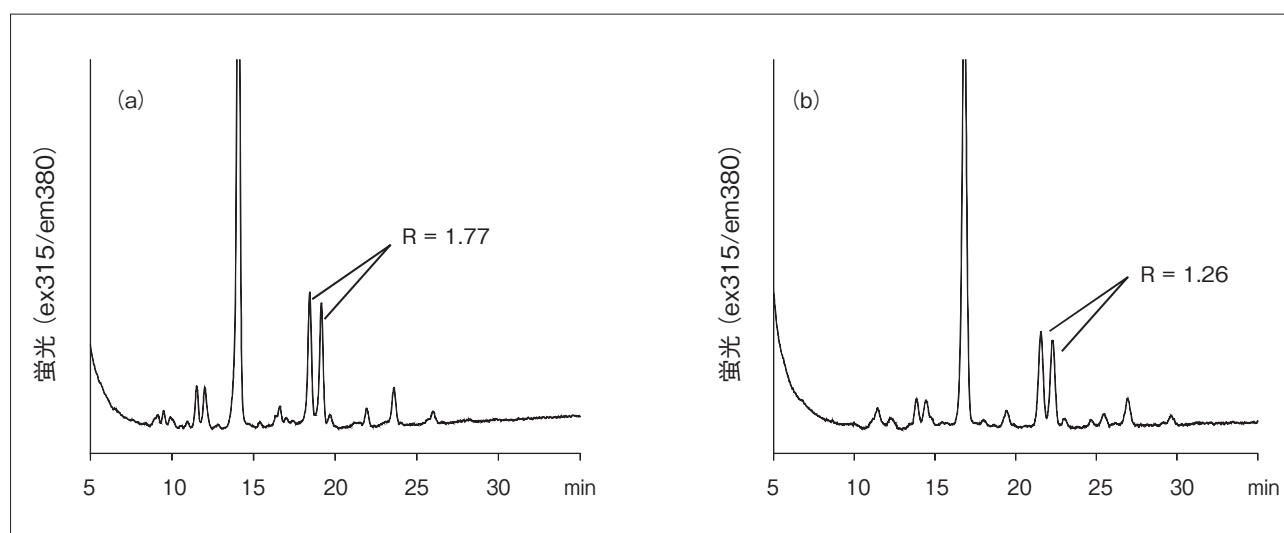 (a)
蛍光 (ex315/em380)
R = 1.77
5 10 15 20 25 30 min
(b)
蛍光 (ex315/em380)
R = 1.26
5 10 15 20 25 30 min